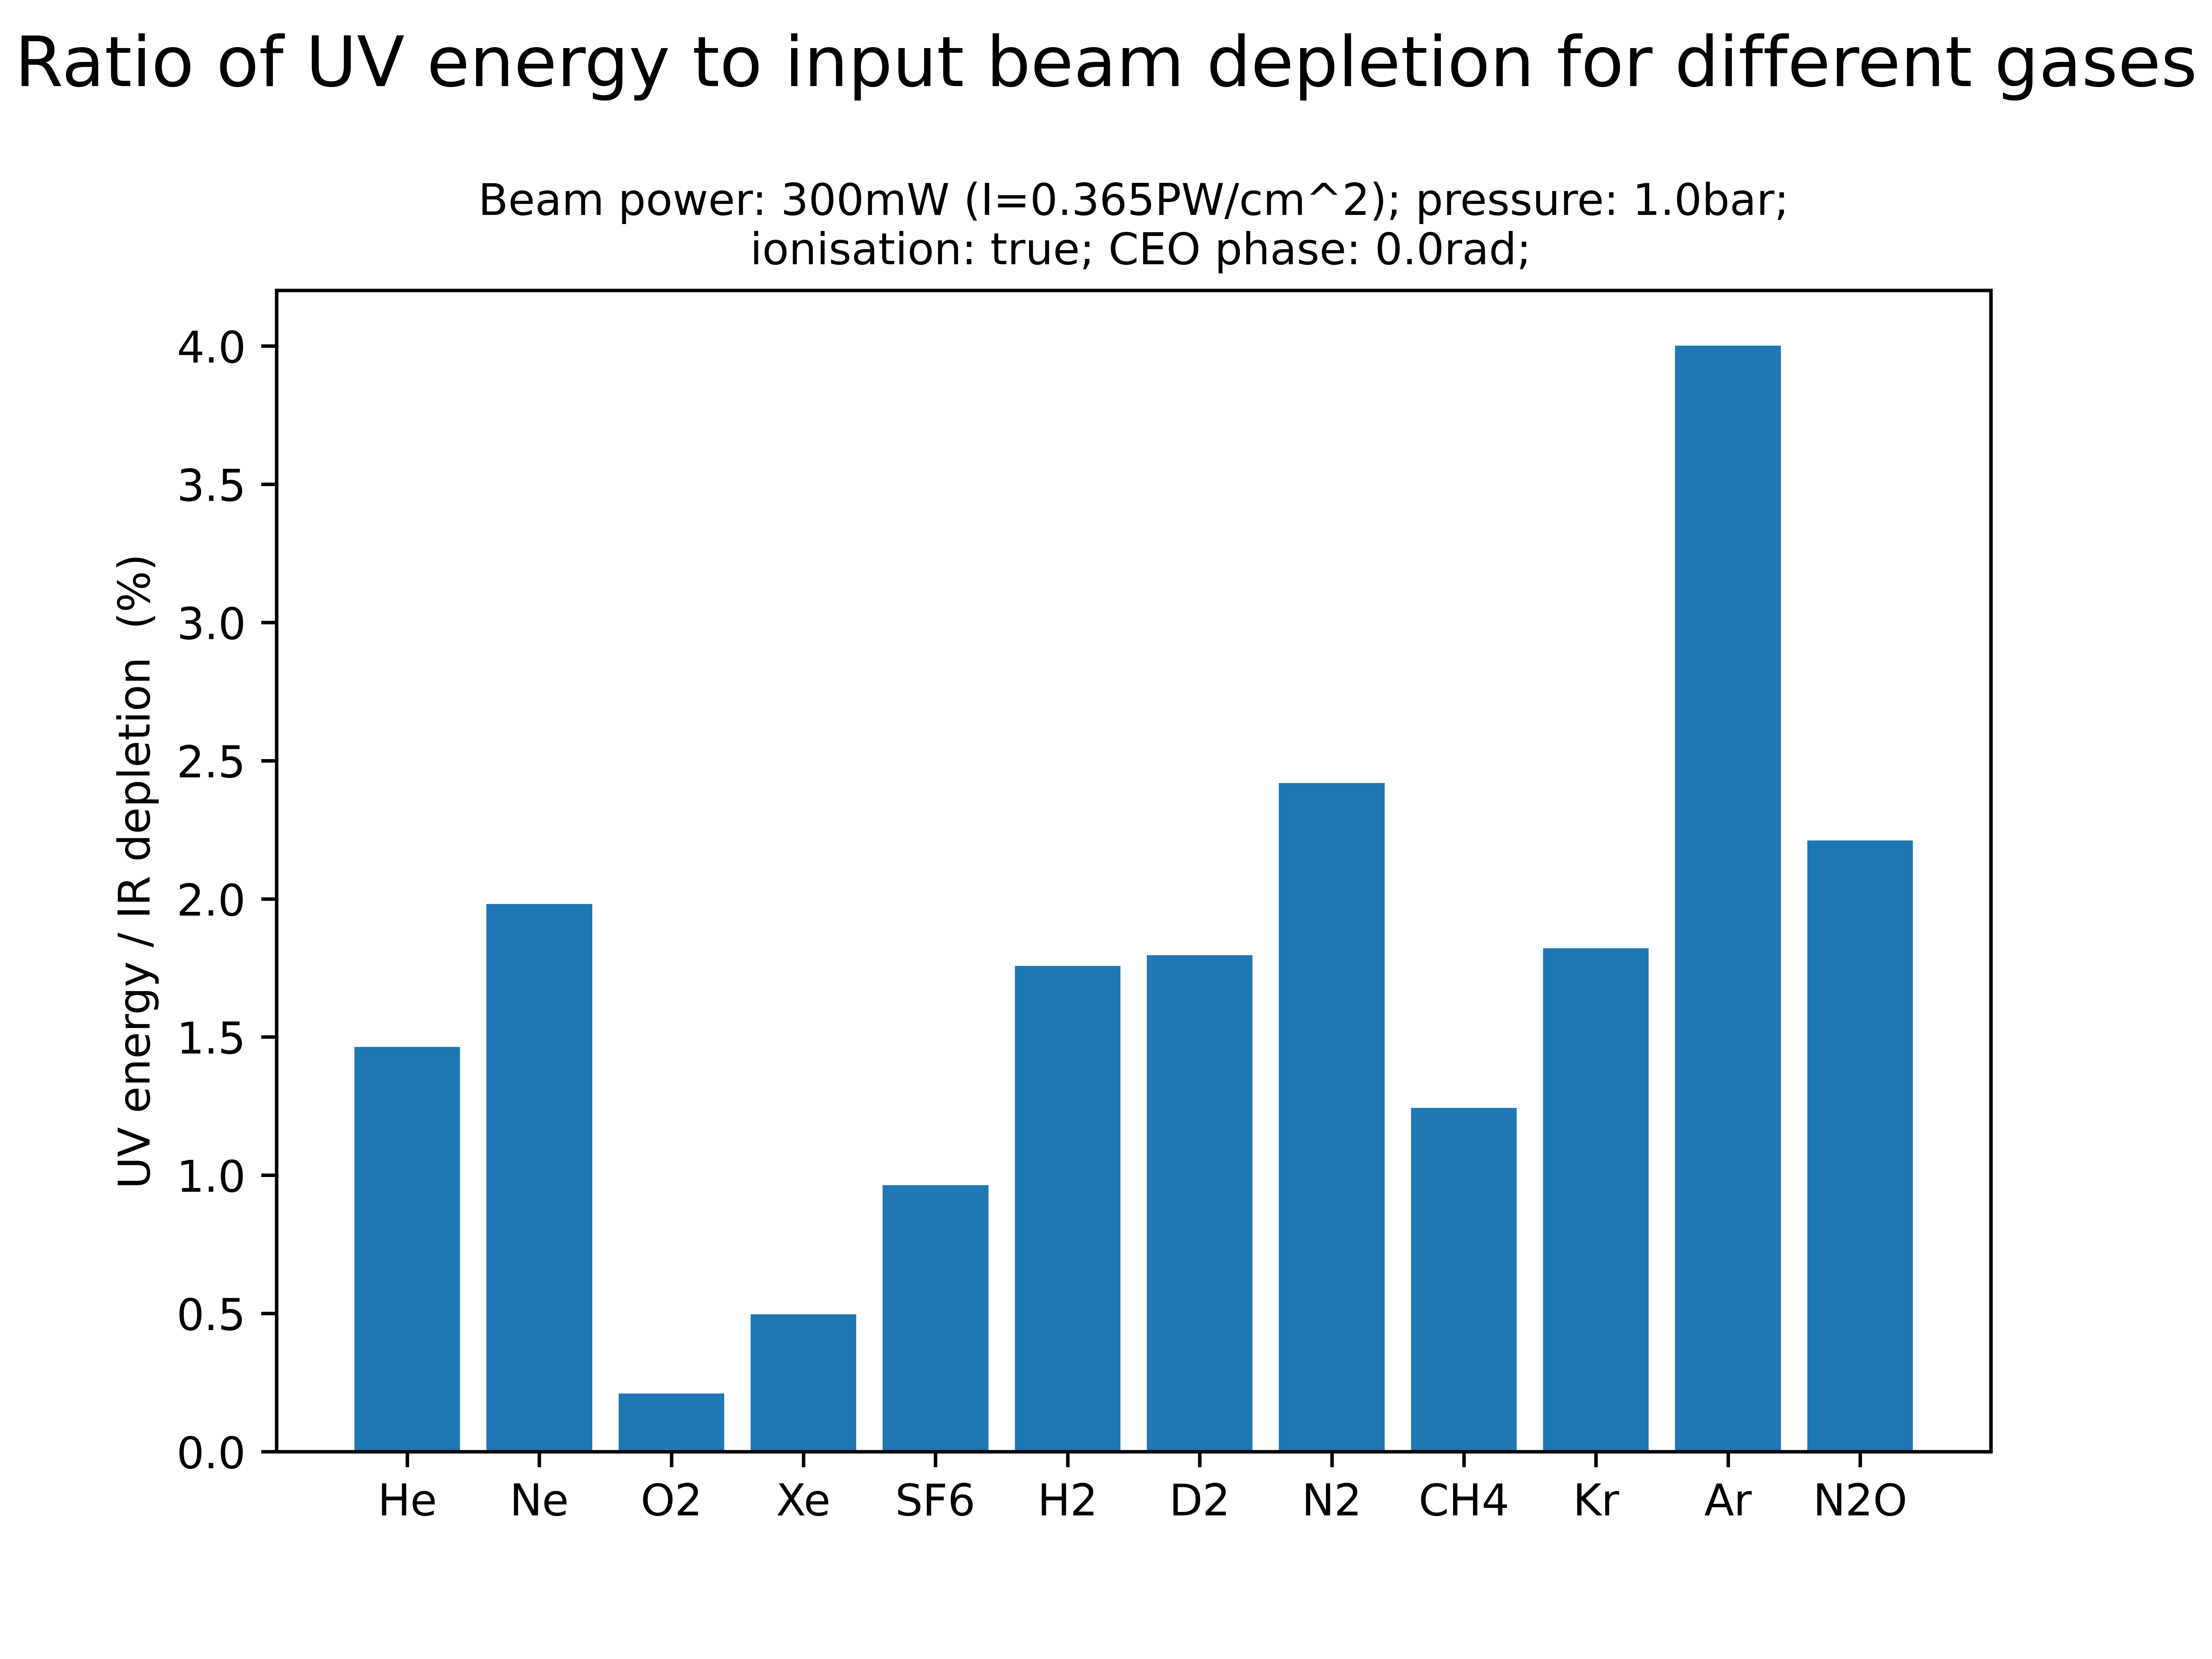 Ratio of UV energy to input beam depletion for different gases
Beam power: 300mW (I=0.365PW/cm^2); pressure: 1.0bar;
ionisation: true; CEO phase: 0.0rad;
UV energy / IR depletion  (%)
4.0
3.5
3.0
2.5
2.0
1.5
1.0
0.5
0.0
He Ne O2 Xe SF6 H2 D2 N2 CH4 Kr Ar N2O